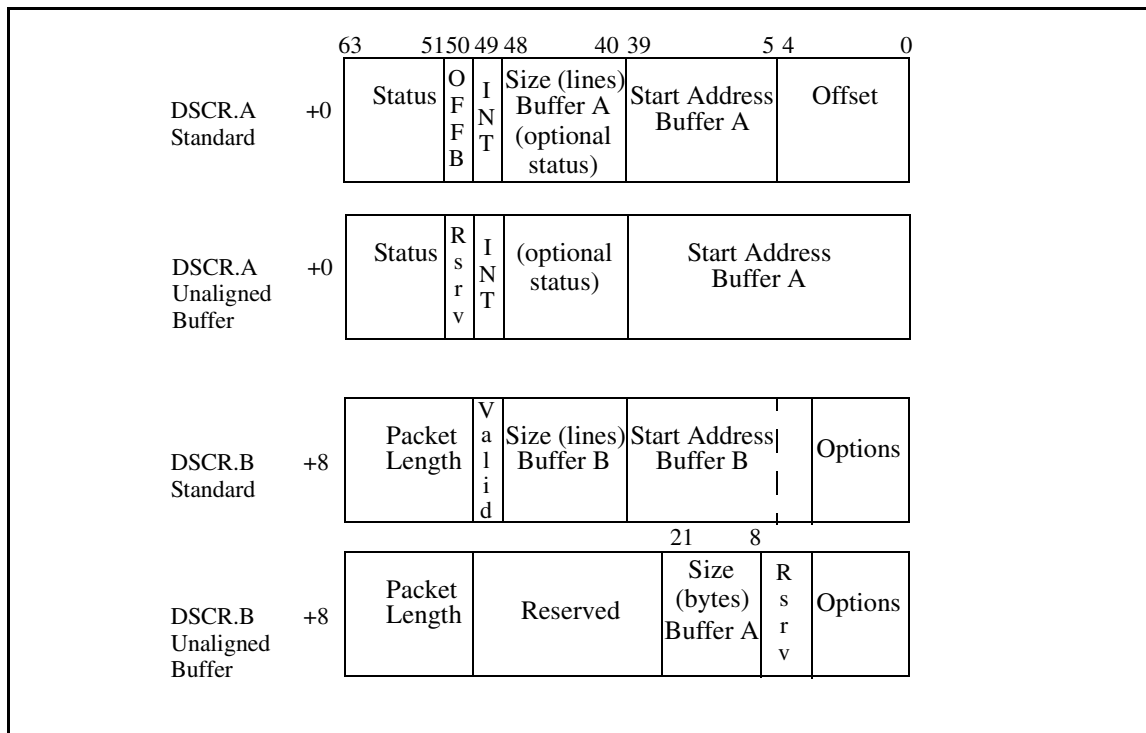 63 51 50 49 48 40 39 5 4 0
DSCR.A
Standard
+0
Status
O
F
F
B
I
N
T
Size (lines)
Buffer A
(optional
status)
Start Address
Buffer A
Offset
DSCR.A
Unaligned
Buffer
+0
Status
R
s
r
v
I
N
T
(optional
status)
Start Address
Buffer A
DSCR.B
Standard
+8
Packet
Length
V
a
l
i
d
Size (lines)
Buffer B
Start Address
Buffer B
Options
21 8
DSCR.B
Unaligned
Buffer
+8
Packet
Length
Reserved
Size
(bytes)
Buffer A
R
s
r
v
Options